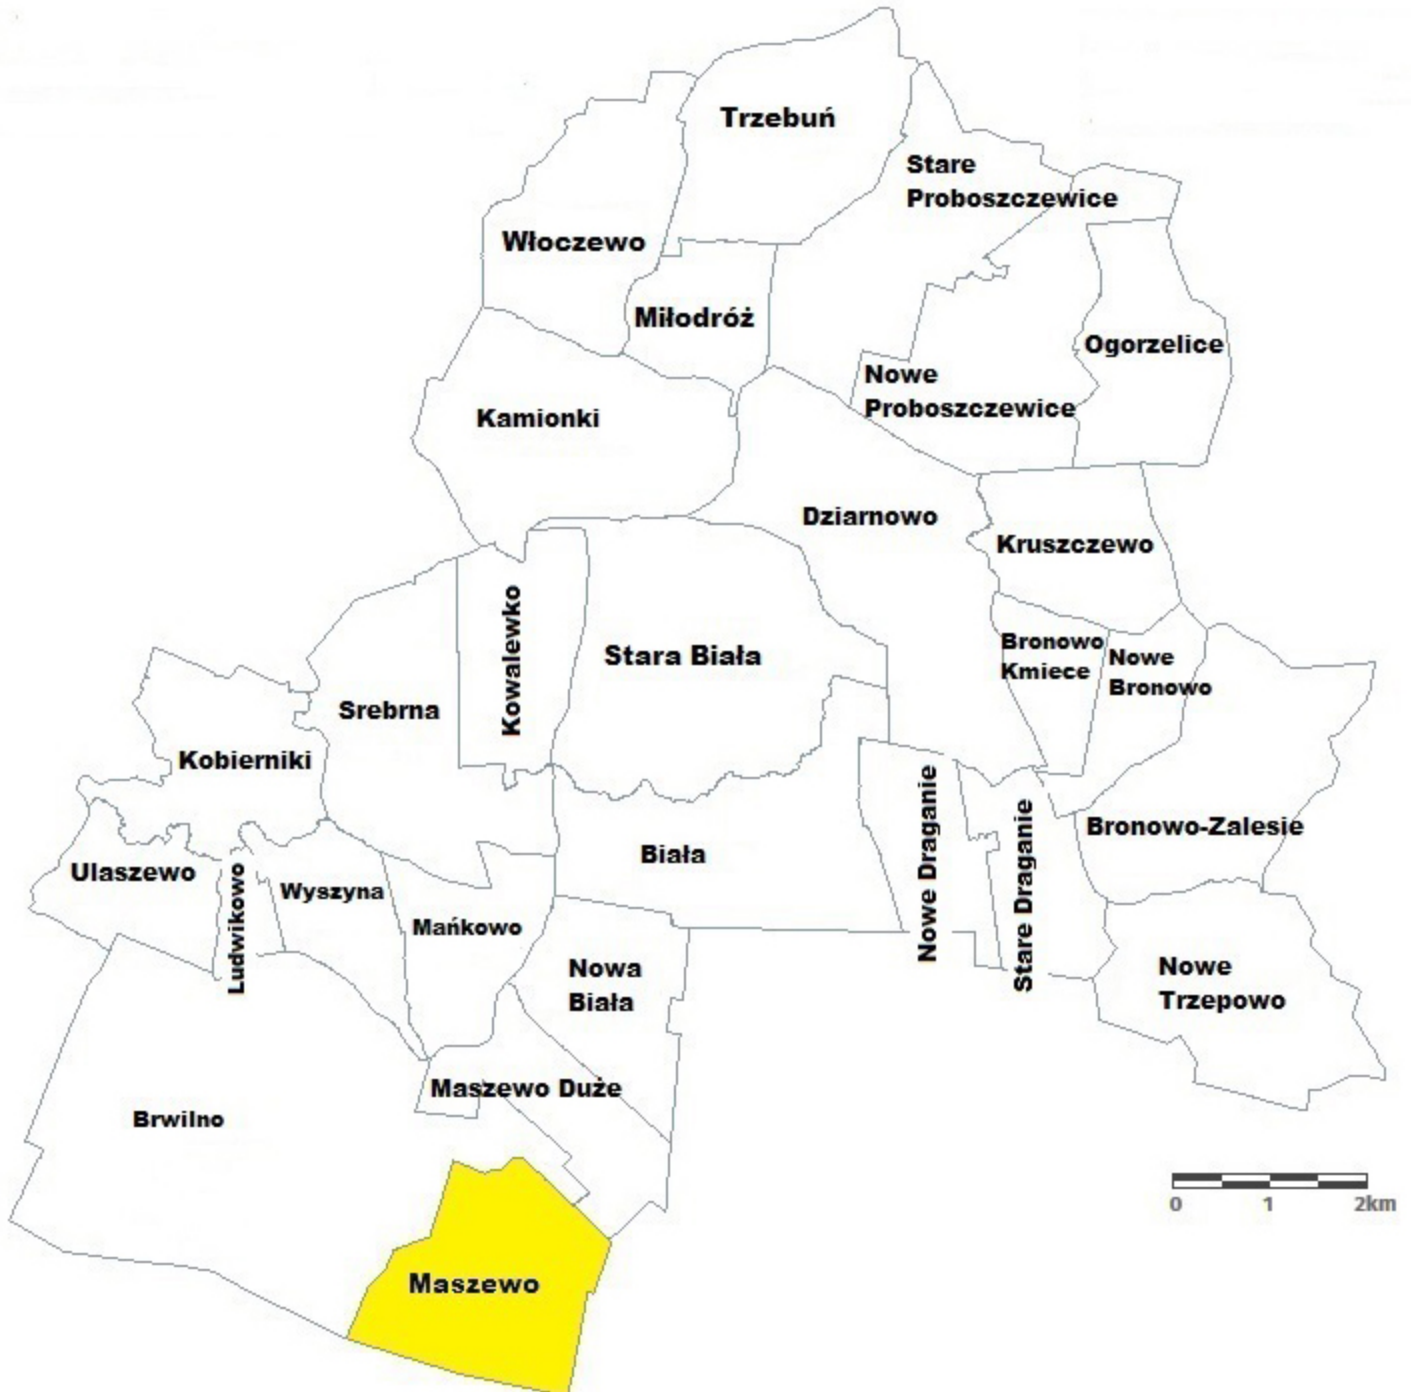 Trzebuń
Stare
Proboszczewice
Włoczewo
Miłodróż
Ogorzelice
Nowe
Proboszczewice
Kamionki
Dziarnowo
Kruszczewo
Kowalewko
Stara Biała
Bronowo
Kmiece
Nowe
Bronowo
Srebrna
Kobierniki
Nowe Draganie
Stare Draganie
Bronowo-Zalesie
Biała
Ulaszewo
Ludwikowo
Wyszyna
Mańkowo
Nowa
Biała
Nowe
Trzepowo
Maszewo Duże
Brwilno
Maszewo
0 1 2km